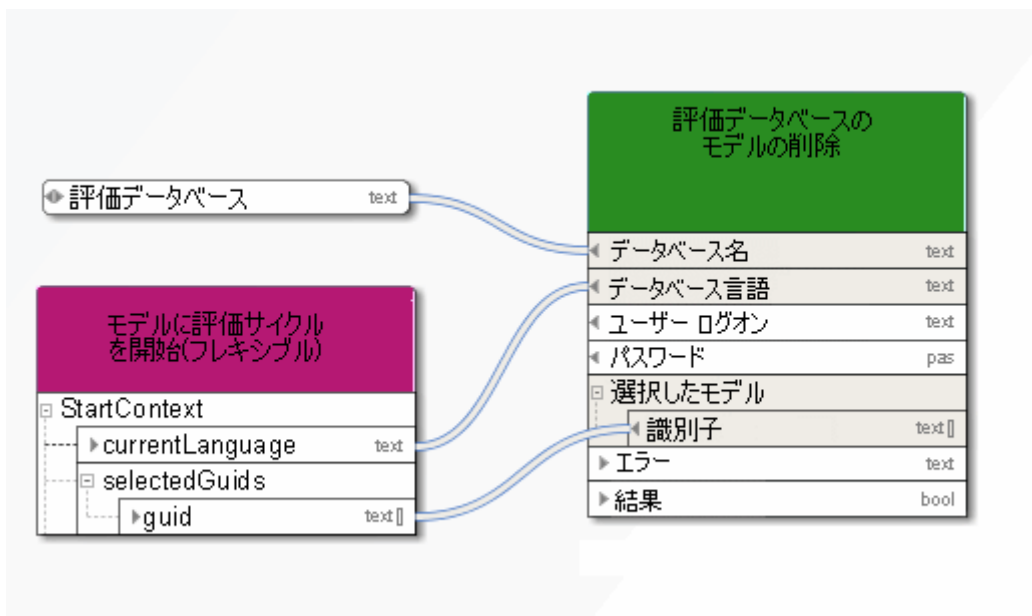 評価データベース text
モデルに評価サイクル
を開始(フレキシブル)
StartContext
currentLanguage text
selectedGuids
guid text[]
評価データベースの
モデルの削除
データベース名 text
データベース言語 text
ユーザー ログオン text
パスワード pas
選択したモデル
識別子 text[]
エラー text
結果 bool